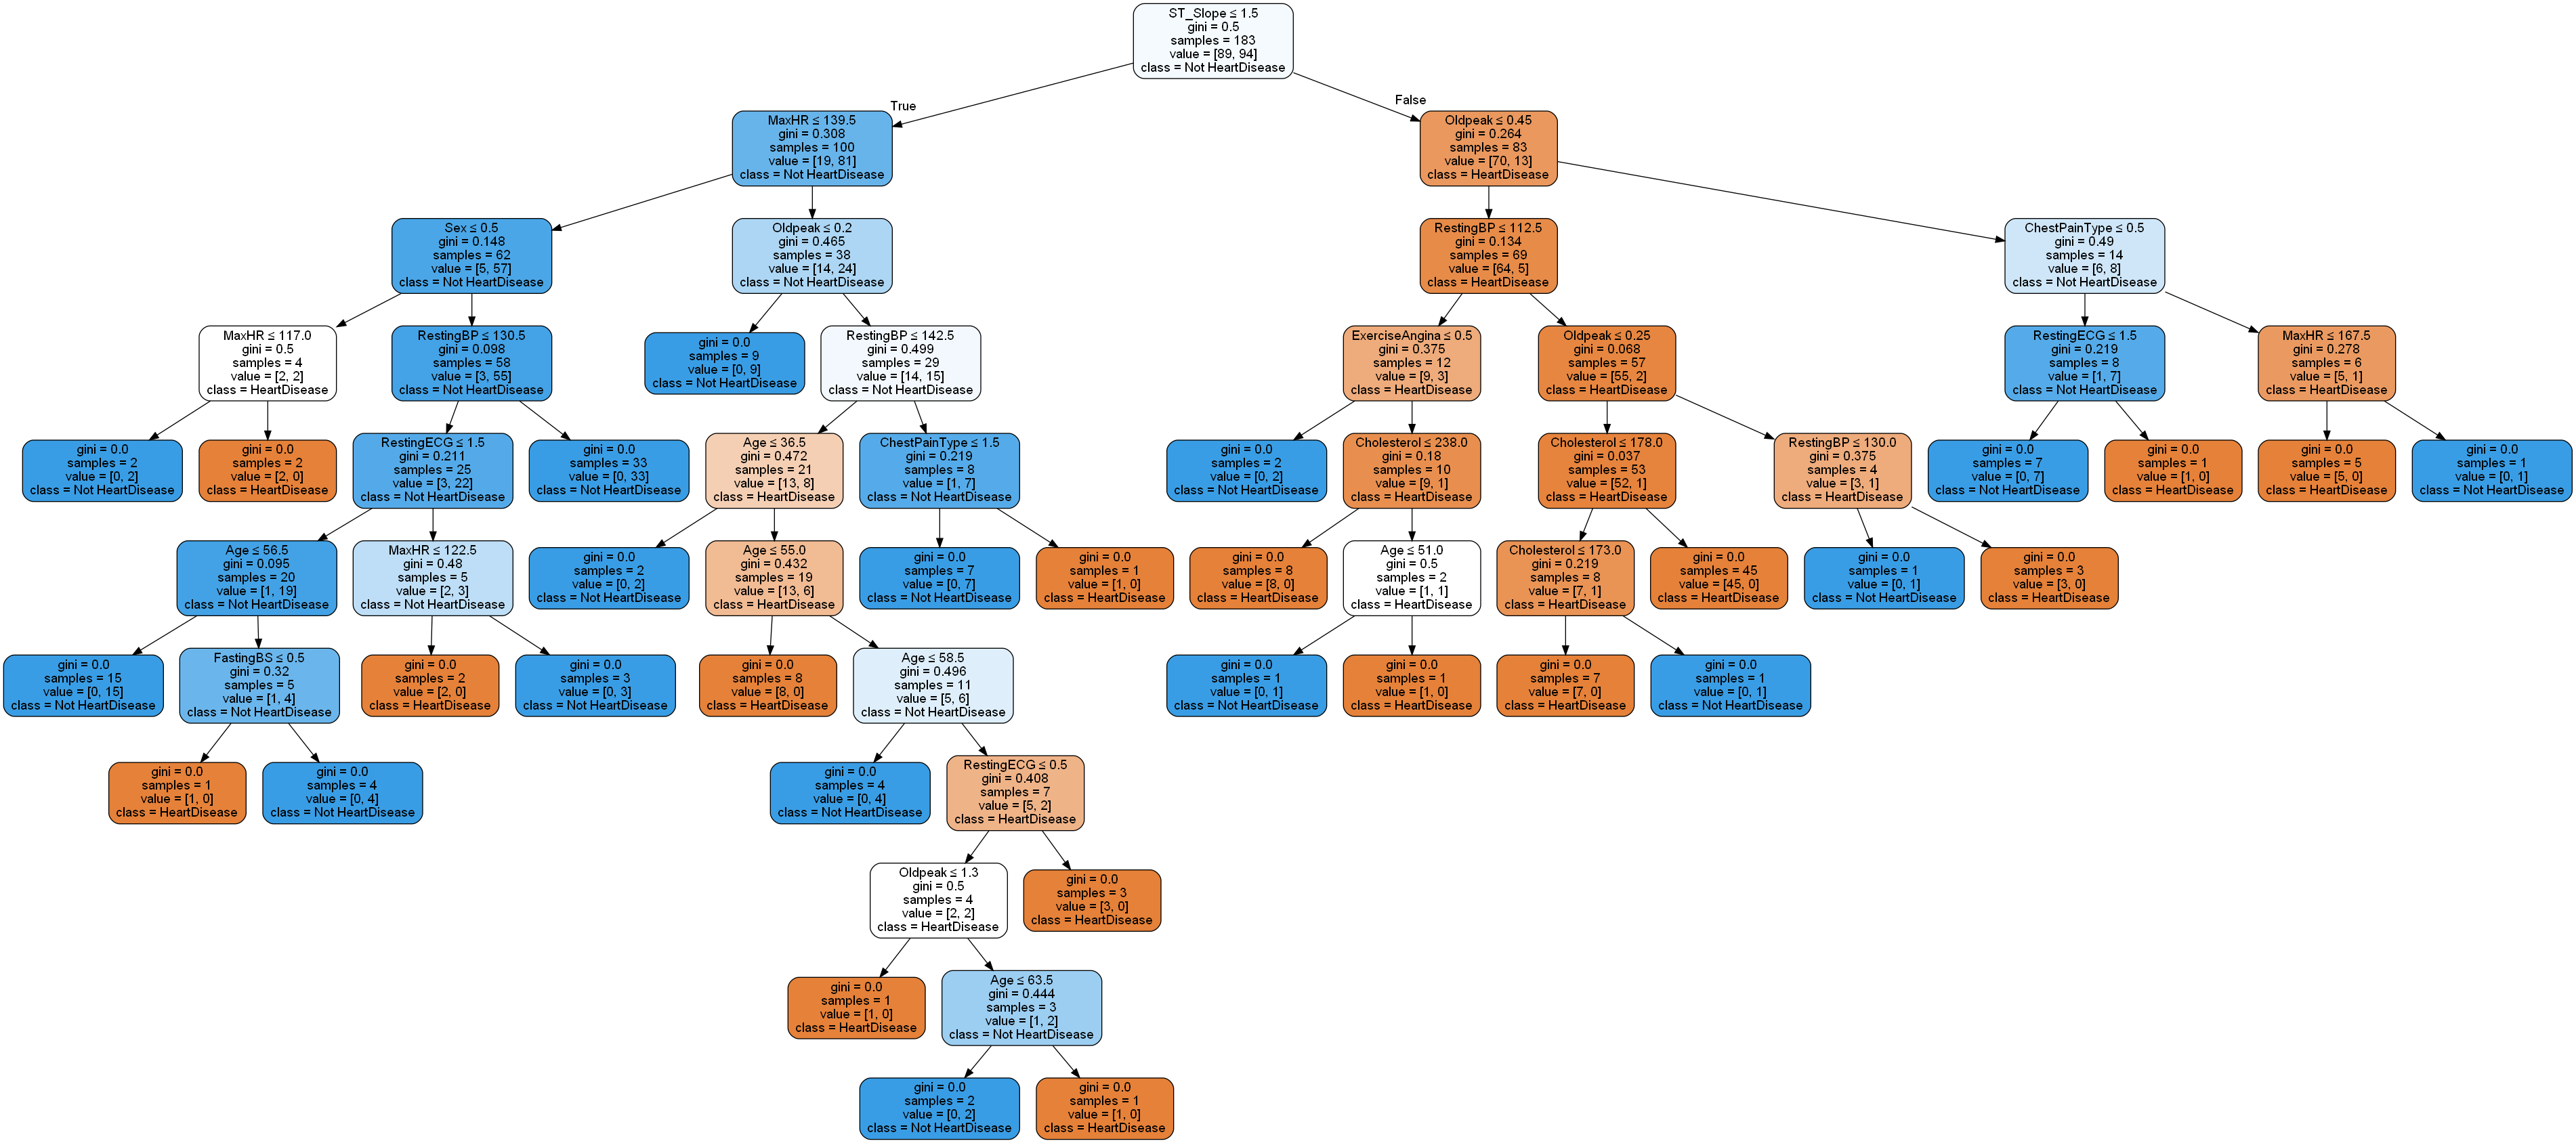 ST_Slope ≤ 1.5
gini = 0.5
samples = 183
value = [89, 94]
class = Not HeartDisease
True
False
MaxHR ≤ 139.5
gini = 0.308
samples = 100
value = [19, 81]
class = Not HeartDisease
Oldpeak ≤ 0.45
gini = 0.264
samples = 83
value = [70, 13]
class = HeartDisease
Sex ≤ 0.5
gini = 0.148
samples = 62
value = [5, 57]
class = Not HeartDisease
Oldpeak ≤ 0.2
gini = 0.465
samples = 38
value = [14, 24]
class = Not HeartDisease
RestingBP ≤ 112.5
gini = 0.134
samples = 69
value = [64, 5]
class = HeartDisease
ChestPainType ≤ 0.5
gini = 0.49
samples = 14
value = [6, 8]
class = Not HeartDisease
MaxHR ≤ 117.0
gini = 0.5
samples = 4
value = [2, 2]
class = HeartDisease
RestingBP ≤ 130.5
gini = 0.098
samples = 58
value = [3, 55]
class = Not HeartDisease
gini = 0.0
samples = 9
value = [0, 9]
class = Not HeartDisease
RestingBP ≤ 142.5
gini = 0.499
samples = 29
value = [14, 15]
class = Not HeartDisease
ExerciseAngina ≤ 0.5
gini = 0.375
samples = 12
value = [9, 3]
class = HeartDisease
Oldpeak ≤ 0.25
gini = 0.068
samples = 57
value = [55, 2]
class = HeartDisease
RestingECG ≤ 1.5
gini = 0.219
samples = 8
value = [1, 7]
class = Not HeartDisease
MaxHR ≤ 167.5
gini = 0.278
samples = 6
value = [5, 1]
class = HeartDisease
gini = 0.0
samples = 2
value = [0, 2]
class = Not HeartDisease
gini = 0.0
samples = 2
value = [2, 0]
class = HeartDisease
RestingECG ≤ 1.5
gini = 0.211
samples = 25
value = [3, 22]
class = Not HeartDisease
gini = 0.0
samples = 33
value = [0, 33]
class = Not HeartDisease
Age ≤ 36.5
gini = 0.472
samples = 21
value = [13, 8]
class = HeartDisease
ChestPainType ≤ 1.5
gini = 0.219
samples = 8
value = [1, 7]
class = Not HeartDisease
gini = 0.0
samples = 2
value = [0, 2]
class = Not HeartDisease
Cholesterol ≤ 238.0
gini = 0.18
samples = 10
value = [9, 1]
class = HeartDisease
Cholesterol ≤ 178.0
gini = 0.037
samples = 53
value = [52, 1]
class = HeartDisease
RestingBP ≤ 130.0
gini = 0.375
samples = 4
value = [3, 1]
class = HeartDisease
gini = 0.0
samples = 7
value = [0, 7]
class = Not HeartDisease
gini = 0.0
samples = 1
value = [1, 0]
class = HeartDisease
gini = 0.0
samples = 5
value = [5, 0]
class = HeartDisease
gini = 0.0
samples = 1
value = [0, 1]
class = Not HeartDisease
Age ≤ 56.5
gini = 0.095
samples = 20
value = [1, 19]
class = Not HeartDisease
MaxHR ≤ 122.5
gini = 0.48
samples = 5
value = [2, 3]
class = Not HeartDisease
gini = 0.0
samples = 2
value = [0, 2]
class = Not HeartDisease
Age ≤ 55.0
gini = 0.432
samples = 19
value = [13, 6]
class = HeartDisease
gini = 0.0
samples = 7
value = [0, 7]
class = Not HeartDisease
gini = 0.0
samples = 1
value = [1, 0]
class = HeartDisease
gini = 0.0
samples = 8
value = [8, 0]
class = HeartDisease
Age ≤ 51.0
gini = 0.5
samples = 2
value = [1, 1]
class = HeartDisease
Cholesterol ≤ 173.0
gini = 0.219
samples = 8
value = [7, 1]
class = HeartDisease
gini = 0.0
samples = 45
value = [45, 0]
class = HeartDisease
gini = 0.0
samples = 1
value = [0, 1]
class = Not HeartDisease
gini = 0.0
samples = 3
value = [3, 0]
class = HeartDisease
gini = 0.0
samples = 15
value = [0, 15]
class = Not HeartDisease
FastingBS ≤ 0.5
gini = 0.32
samples = 5
value = [1, 4]
class = Not HeartDisease
gini = 0.0
samples = 2
value = [2, 0]
class = HeartDisease
gini = 0.0
samples = 3
value = [0, 3]
class = Not HeartDisease
gini = 0.0
samples = 8
value = [8, 0]
class = HeartDisease
Age ≤ 58.5
gini = 0.496
samples = 11
value = [5, 6]
class = Not HeartDisease
gini = 0.0
samples = 1
value = [0, 1]
class = Not HeartDisease
gini = 0.0
samples = 1
value = [1, 0]
class = HeartDisease
gini = 0.0
samples = 7
value = [7, 0]
class = HeartDisease
gini = 0.0
samples = 1
value = [0, 1]
class = Not HeartDisease
gini = 0.0
samples = 1
value = [1, 0]
class = HeartDisease
gini = 0.0
samples = 4
value = [0, 4]
class = Not HeartDisease
gini = 0.0
samples = 4
value = [0, 4]
class = Not HeartDisease
RestingECG ≤ 0.5
gini = 0.408
samples = 7
value = [5, 2]
class = HeartDisease
Oldpeak ≤ 1.3
gini = 0.5
samples = 4
value = [2, 2]
class = HeartDisease
gini = 0.0
samples = 3
value = [3, 0]
class = HeartDisease
gini = 0.0
samples = 1
value = [1, 0]
class = HeartDisease
Age ≤ 63.5
gini = 0.444
samples = 3
value = [1, 2]
class = Not HeartDisease
gini = 0.0
samples = 2
value = [0, 2]
class = Not HeartDisease
gini = 0.0
samples = 1
value = [1, 0]
class = HeartDisease